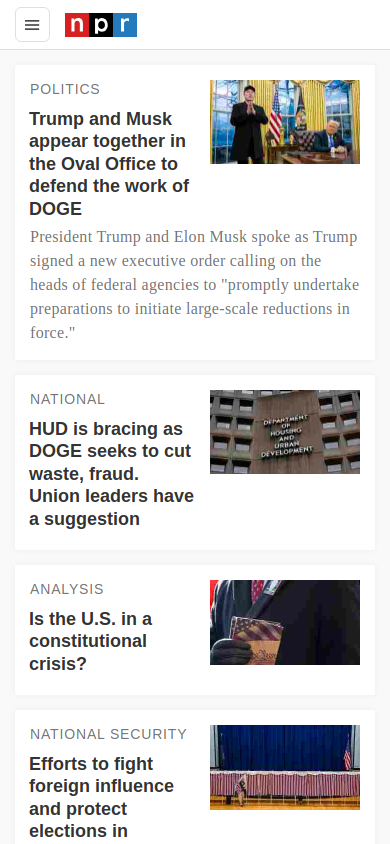 npr
POLITICS
Trump and Musk
appear together in
the Oval Office to
defend the work of
DOGE
President Trump and Elon Musk spoke as Trump
signed a new executive order calling on the
heads of federal agencies to "promptly undertake
preparations to initiate large-scale reductions in
force."
NATIONAL
HUD is bracing as
DOGE seeks to cut
waste, fraud.
Union leaders have
a suggestion
DEPARTMENT
OF
HOUSING
AND
URBAN
DEVELOPMENT
ANALYSIS
Is the U.S. in a
constitutional
crisis?
NATIONAL SECURITY
Efforts to fight
foreign influence
and protect
elections in